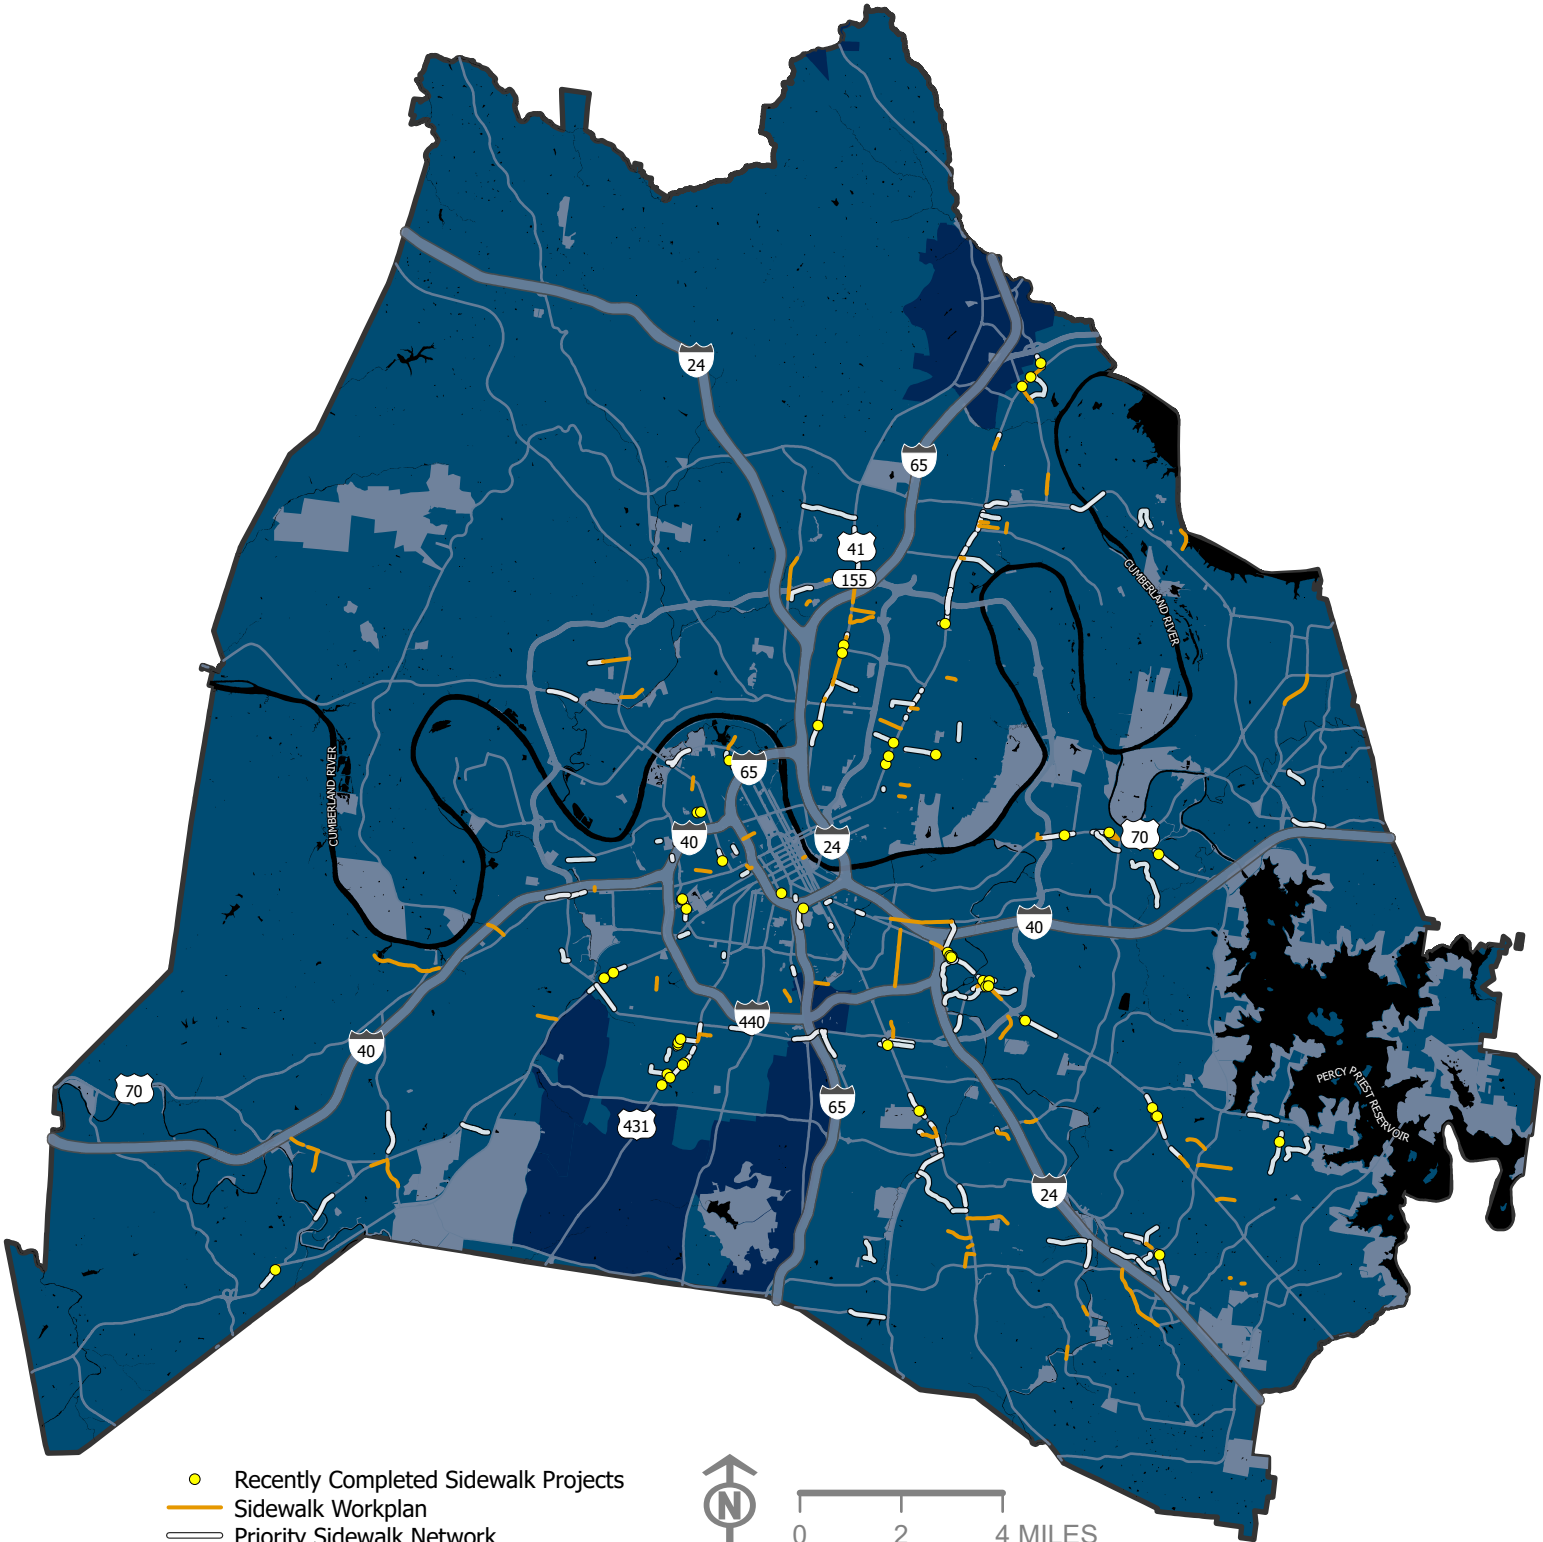 24
65
41
155
CUMBERLAND RIVER
65
CUMBERLAND RIVER
40
24
70
40
440
40
70
65
431
PERCY PRIEST RESERVOIR
24
Recently Completed Sidewalk Projects
Sidewalk Workplan
Priority Sidewalk Network
N
0 2 4 MILES